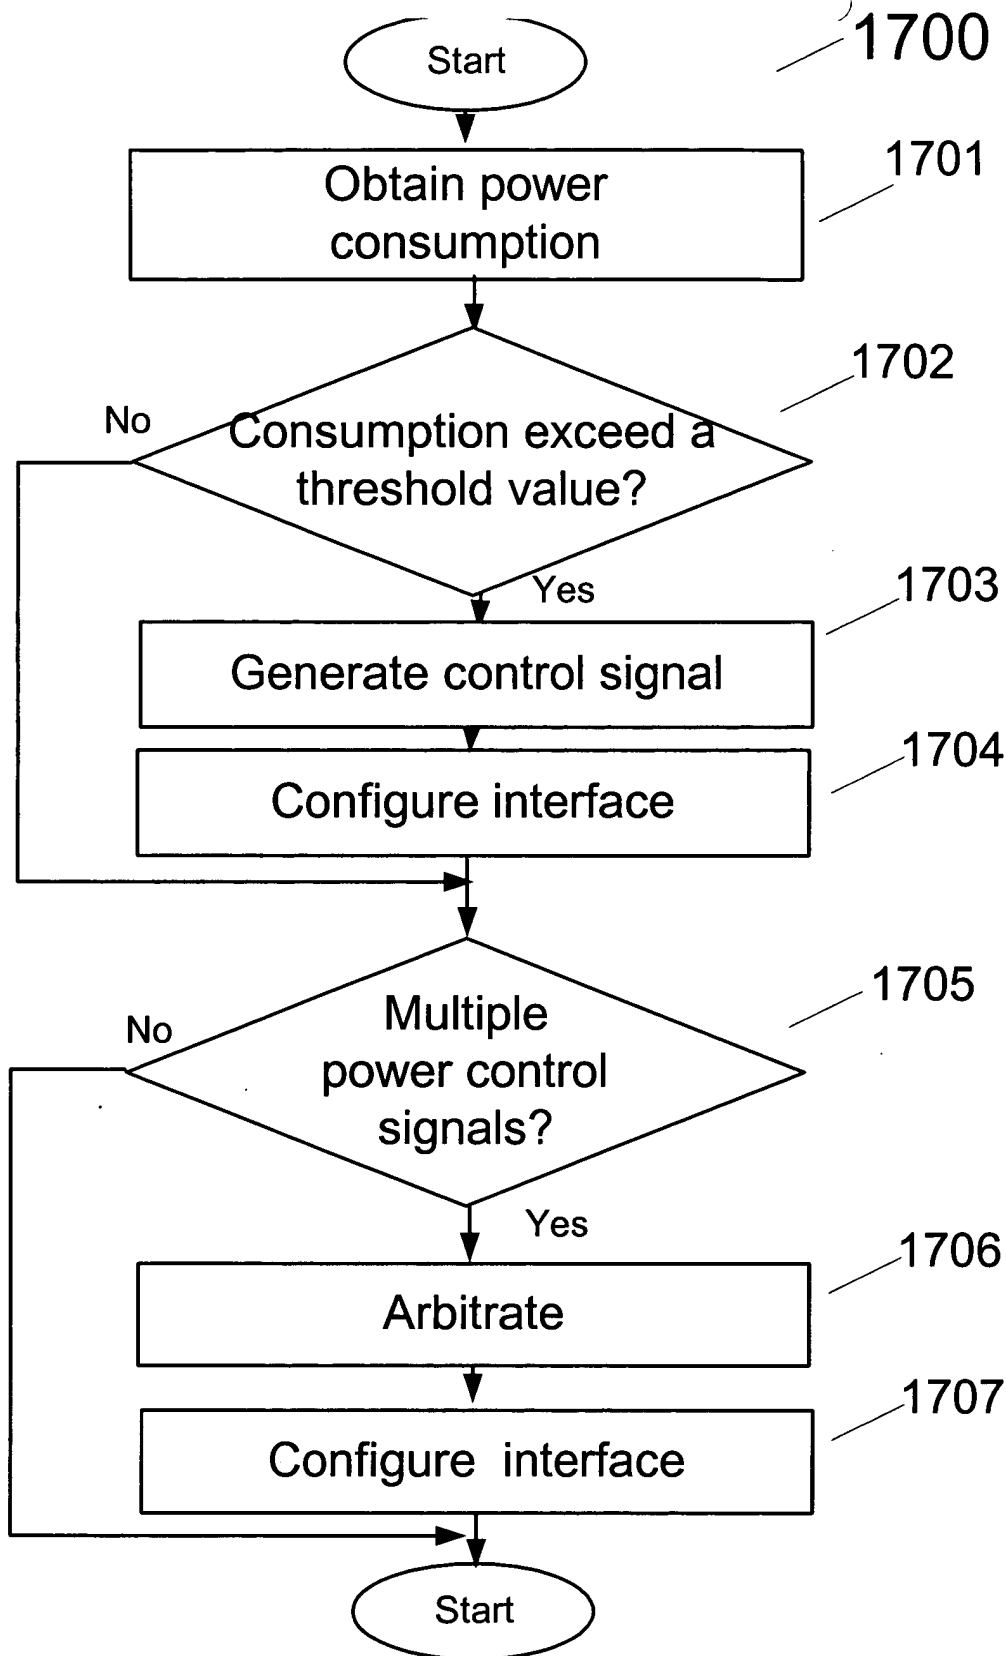 Start
1700
1701
Obtain power
consumption
1702
No
Consumption exceed a
threshold value?
Yes
1703
Generate control signal
1704
Configure interface
1705
No
Multiple
power control
signals?
Yes
1706
Arbitrate
1707
Configure interface
Start